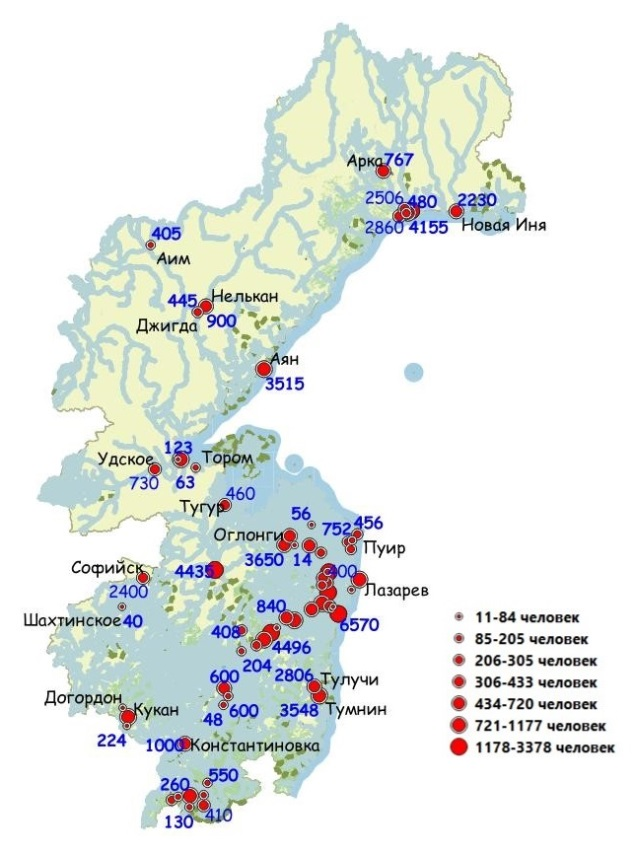 Арка 767
2506 480 2230
2860 4155 Новая Иня
405
Аим
445 Нелькан
Джигда 900
Аян
3515
123
Удское Тором
730 63
460
Тугур
56 752 456
Оглонги Пуир
3650 14
Софийск 4435 400
2400 Лазарев
Шахтинское 40 840 6570
408 4496
204
600 2806 Тулучи
Догордон Кукан 48 600 3548 Тумнин
224 1000 Константиновка
260 550
130 410
11-84 человек
85-205 человек
206-305 человек
306-433 человек
434-720 человек
721-1177 человек
1178-3378 человек